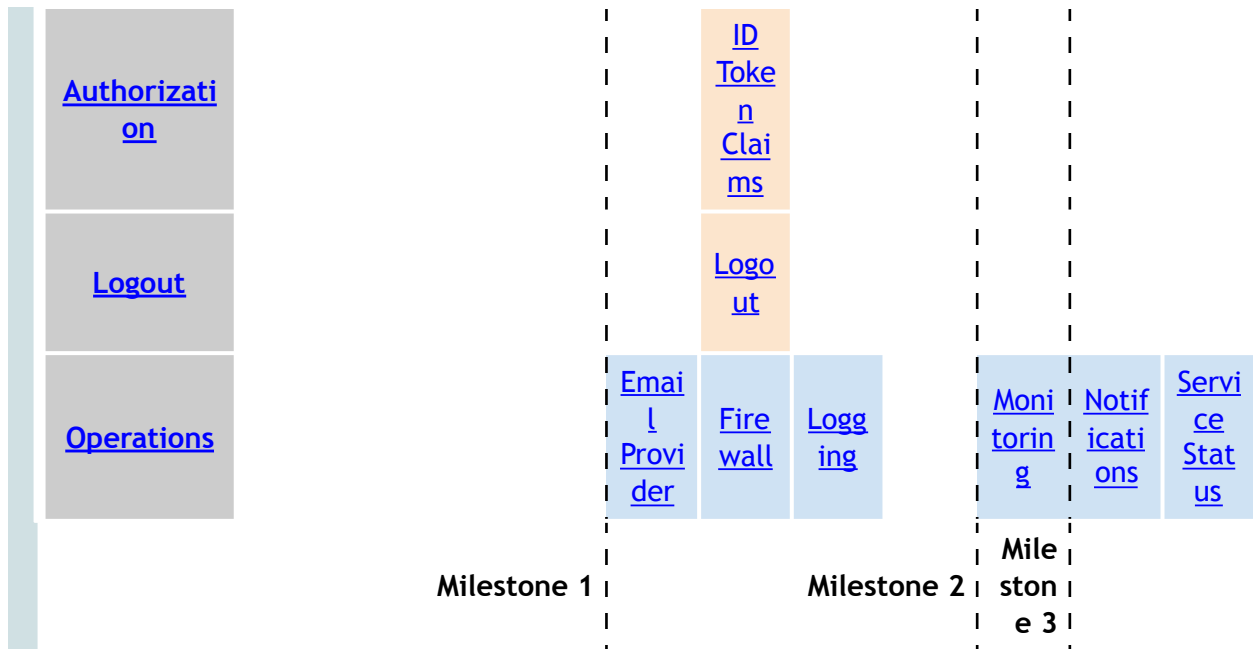 Authorizati
on
ID
Toke
n
Clai
ms
Logout
Logo
ut
Operations
Emai
l
Provi
der
Fire
wall
Logg
ing
Moni
torin
g
Notif
icati
ons
Servi
ce
Stat
us
Milestone 1
Milestone 2
Mile
ston
e 3